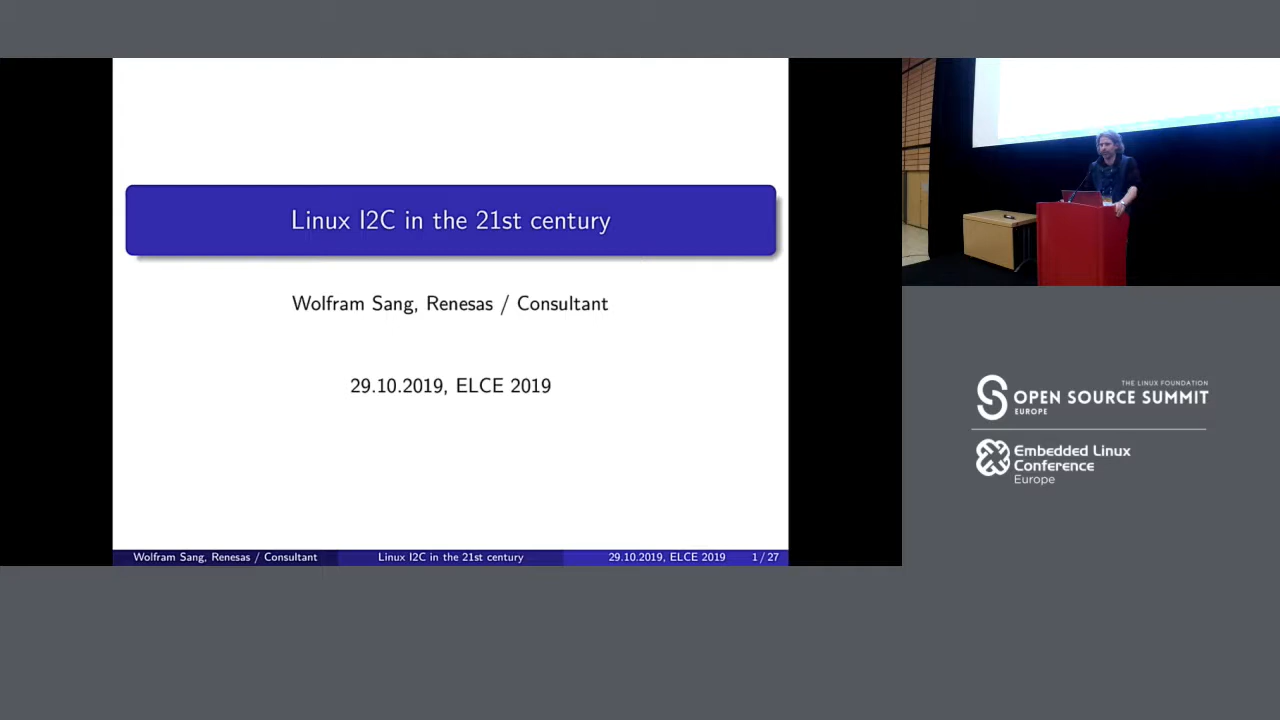 Linux I2C in the 21st century
Wolfram Sang, Renesas / Consultant
29.10.2019, ELCE 2019
Wolfram Sang, Renesas / Consultant
Linux I2C in the 21st century
29.10.2019, ELCE 2019
1 / 27
THE LINUX FOUNDATION
OPEN SOURCE SUMMIT
EUROPE
Embedded Linux
Conference
Europe